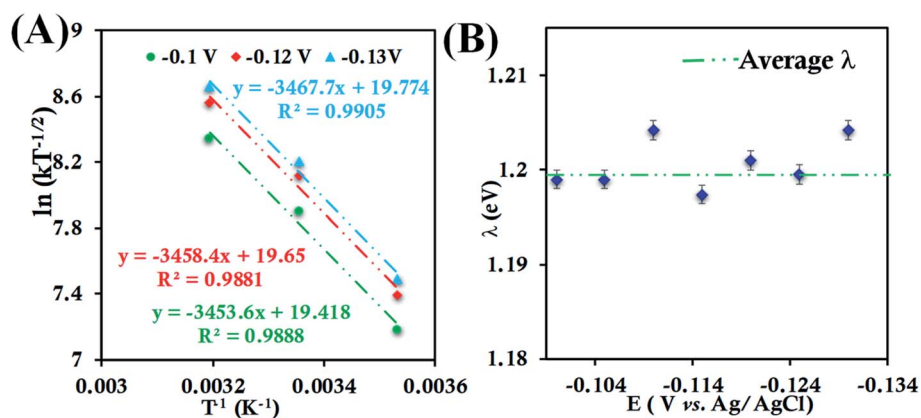 (A)
9
8.6
8.2
7.8
7.4
7
ln (kT⁻¹/²)
-0.1 V -0.12 V -0.13V
y = -3467.7x + 19.774
R² = 0.9905
y = -3458.4x + 19.65
R² = 0.9881
y = -3453.6x + 19.418
R² = 0.9888
0.003 0.0032 0.0034 0.0036
T⁻¹ (K⁻¹)
(B)
1.21
1.2
1.19
1.18
λ (eV)
Average λ
-0.104 -0.114 -0.124 -0.134
E ( V vs. Ag/AgCl)